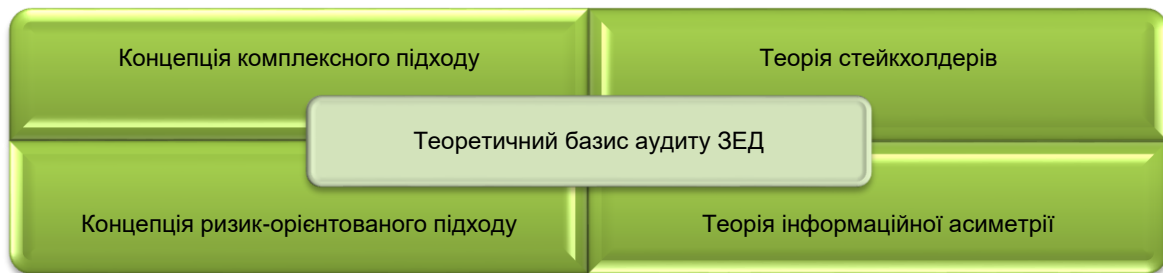 Концепція комплексного підходу
Теорія стейкхолдерів
Теоретичний базис аудиту ЗЕД
Концепція ризик-орієнтованого підходу
Теорія інформаційної асиметрії